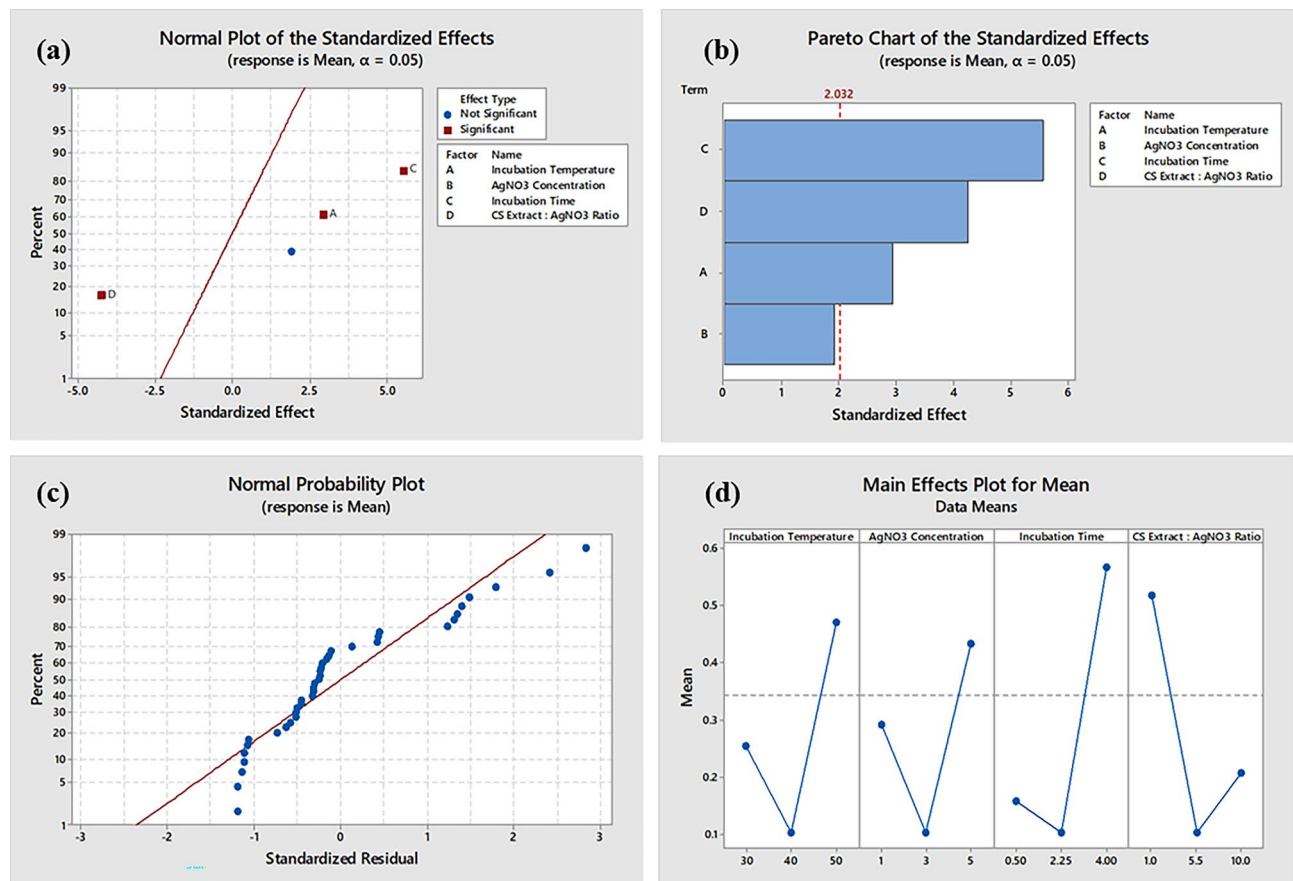 (a)
Normal Plot of the Standardized Effects
(response is Mean, α = 0.05)
99
95
90
80
70
60
50
40
30
20
10
5
1
Percent
C
A
D
-5.0 -2.5 0.0 2.5 5.0
Standardized Effect
Effect Type
Not Significant
Significant
Factor Name
A Incubation Temperature
B AgNO3 Concentration
C Incubation Time
D CS Extract : AgNO3 Ratio
(b)
Pareto Chart of the Standardized Effects
(response is Mean, α = 0.05)
Term
2.032
C
D
A
B
0 1 2 3 4 5 6
Standardized Effect
Factor Name
A Incubation Temperature
B AgNO3 Concentration
C Incubation Time
D CS Extract : AgNO3 Ratio
(c)
Normal Probability Plot
(response is Mean)
99
95
90
80
70
60
50
40
30
20
10
5
1
Percent
-3 -2 -1 0 1 2 3
Standardized Residual
(d)
Main Effects Plot for Mean
Data Means
Incubation Temperature AgNO3 Concentration Incubation Time CS Extract : AgNO3 Ratio
0.6
0.5
0.4
0.3
0.2
0.1
Mean
30 40 50 1 3 5 0.50 2.25 4.00 1.0 5.5 10.0